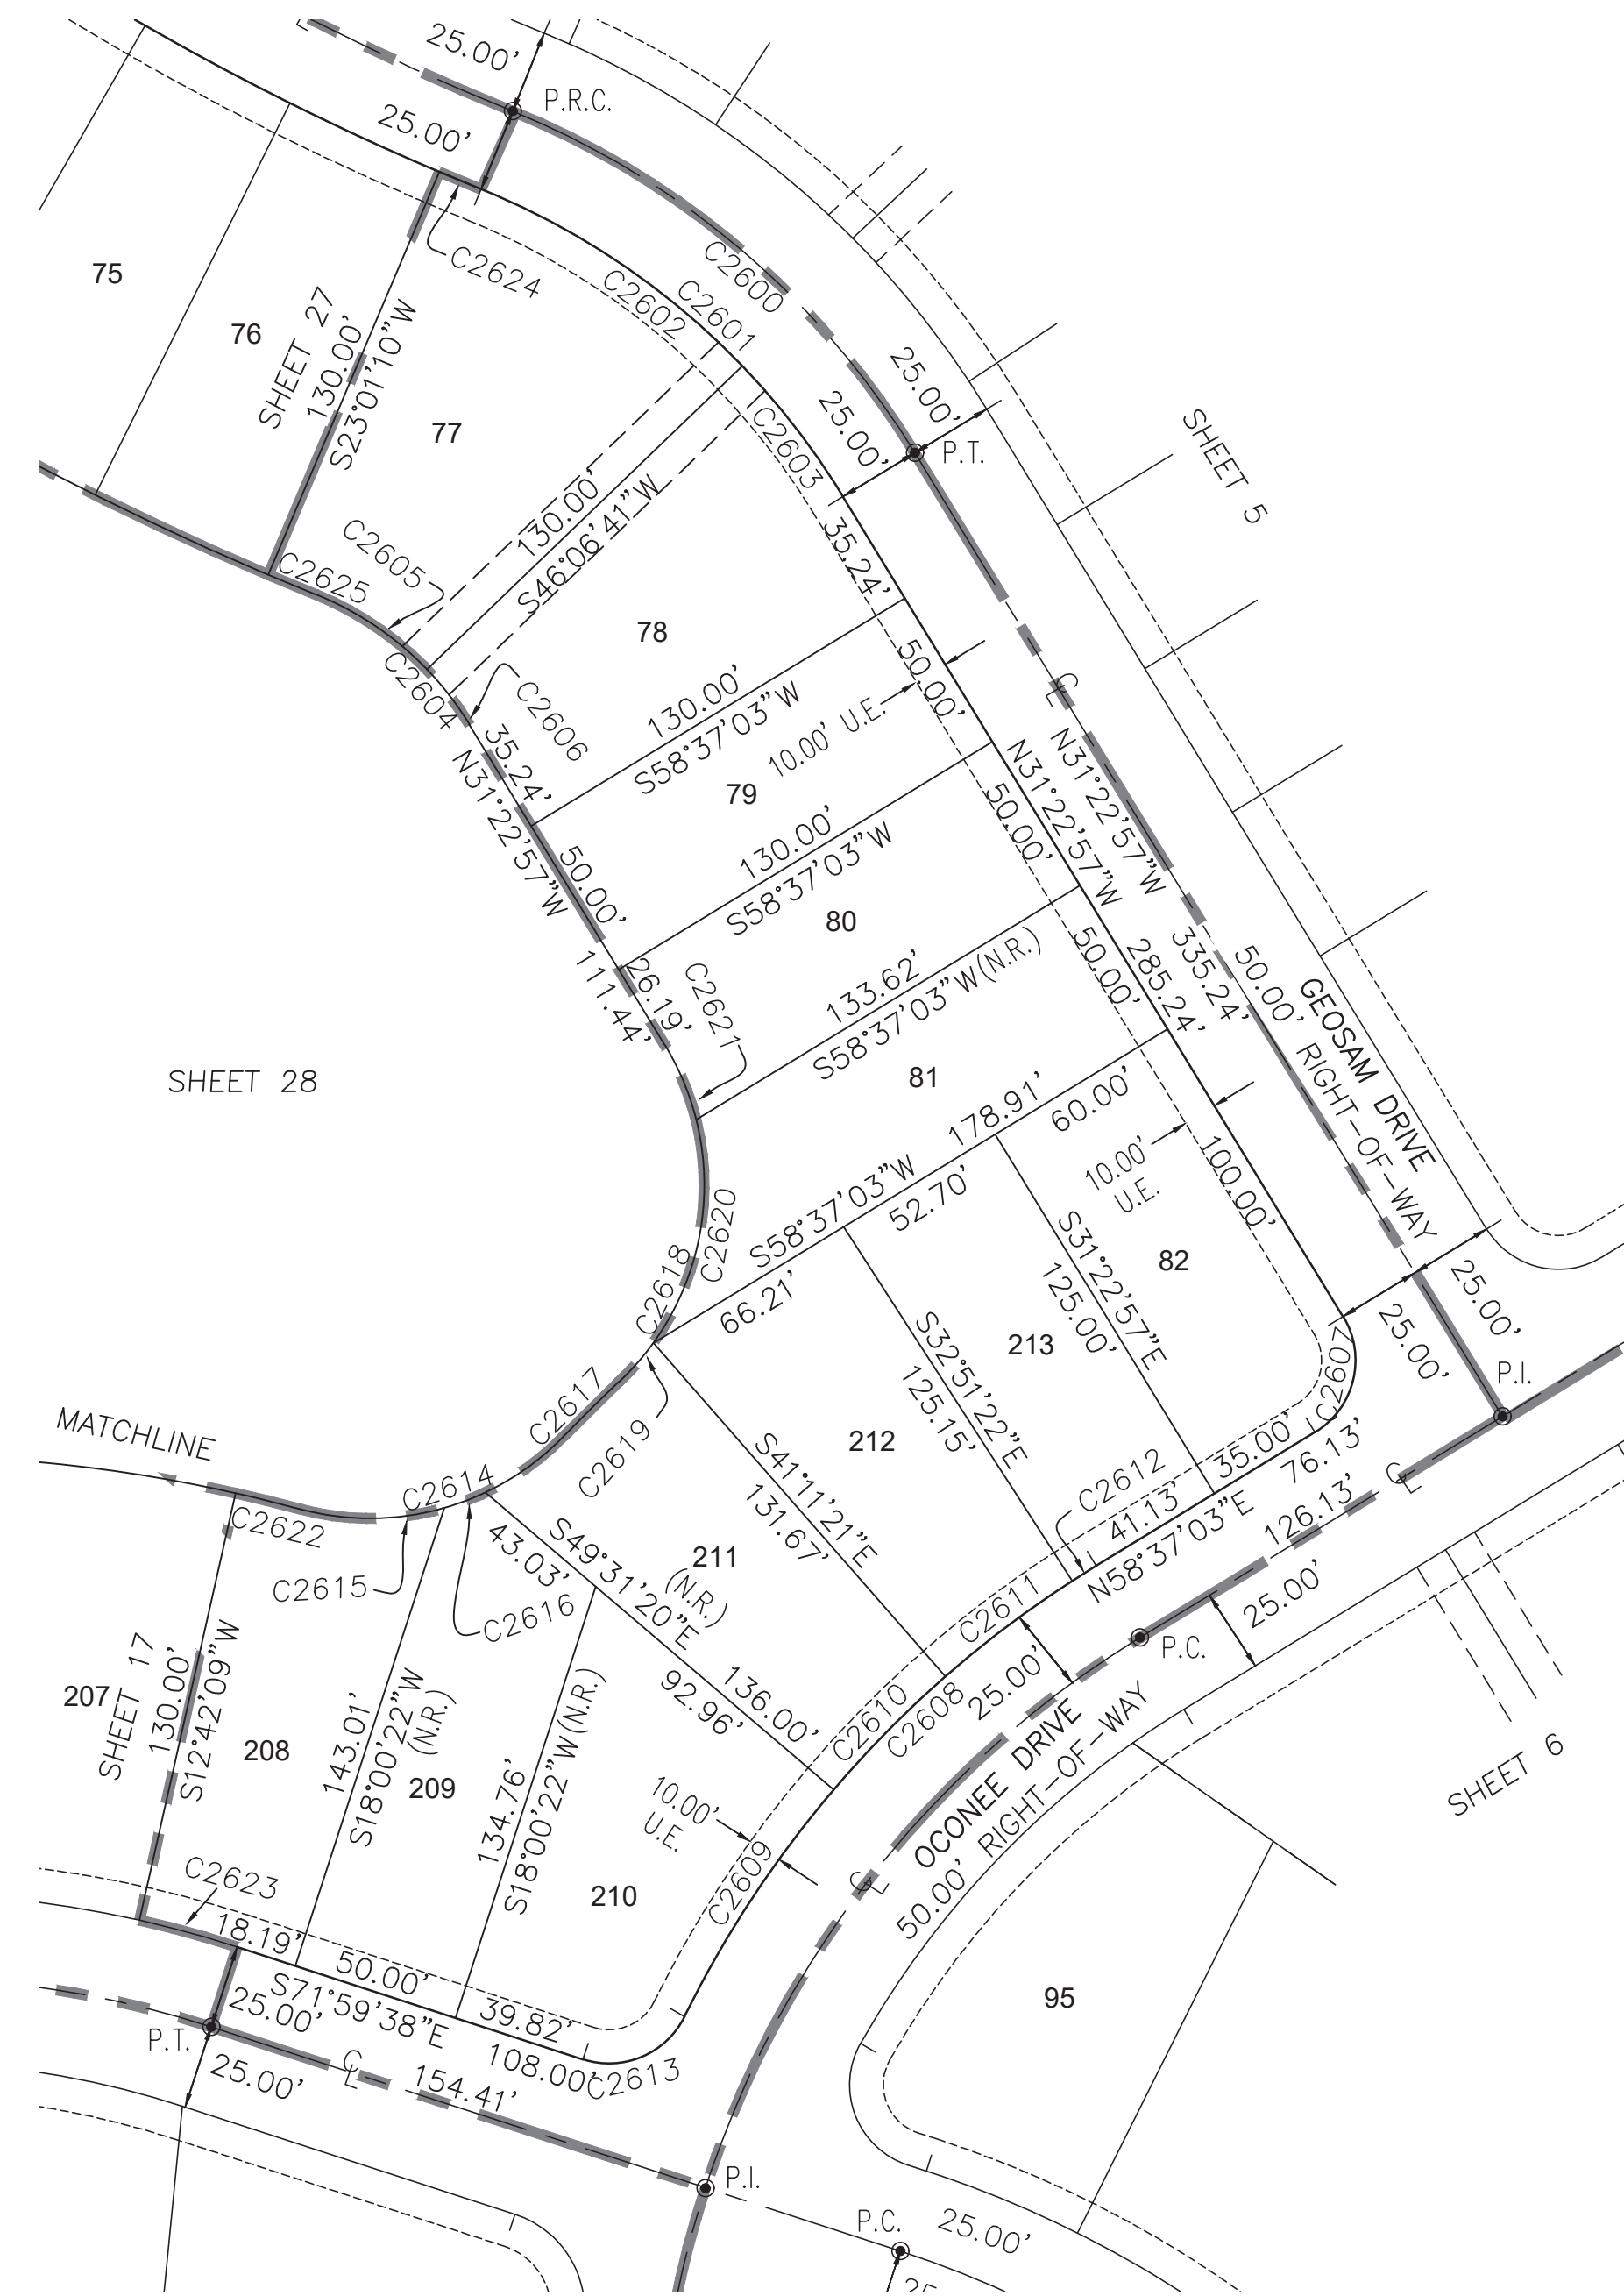 25.00'
P.R.C.
25.00'
C2624
C2600
C2602
C2601
75
76
SHEET 27
130.00'
S23°01'10"W
77
25.00'
25.00'
P.T.
C2603
SHEET 5
C2605
C2625
130.00'
S46°06'41"W
35.24'
78
C2604
C2606
50.00'
130.00'
S58°37'03"W
10.00' U.E.
35.24'
N31°22'57"W
79
N31°22'57"W
N31°22'57"W
50.00'
130.00'
S58°37'03"W
50.00'
80
111.44'
26.19'
C2621
133.62'
S58°37'03"W(N.R.)
50.00'
285.24'
335.24'
50.00'
RIGHT-OF-WAY
GEOSAM DRIVE
SHEET 28
81
178.91'
60.00'
S58°37'03"W
52.70'
10.00'
U.E.
100.00'
C2620
C2618
66.21'
82
S31°22'57"E
125.00'
213
S32°51'22"E
125.15'
25.00'
25.00'
C2607
P.I.
MATCHLINE
C2617
C2619
212
S41°11'21"E
131.67'
C2612
35.00'
76.13'
41.13'
N58°37'03"E
126.13'
CL
C2614
C2622
C2615
C2616
43.03'
S49°31'20"E
(N.R.)
211
C2611
25.00'
P.C.
25.00'
92.96'
136.00'
C2610
C2608
207
SHEET 17
130.00'
S12°42'09"W
208
143.01'
S18°00'22"W
(N.R.)
209
134.76'
S18°00'22"W(N.R.)
10.00'
U.E.
C2609
210
OCONEE DRIVE
50.00' RIGHT-OF-WAY
CL
SHEET 6
C2623
18.19'
50.00'
S71°59'38"E
39.82'
108.00'
C2613
25.00'
P.T.
25.00'
CL
154.41'
95
P.I.
P.C.
25.00'